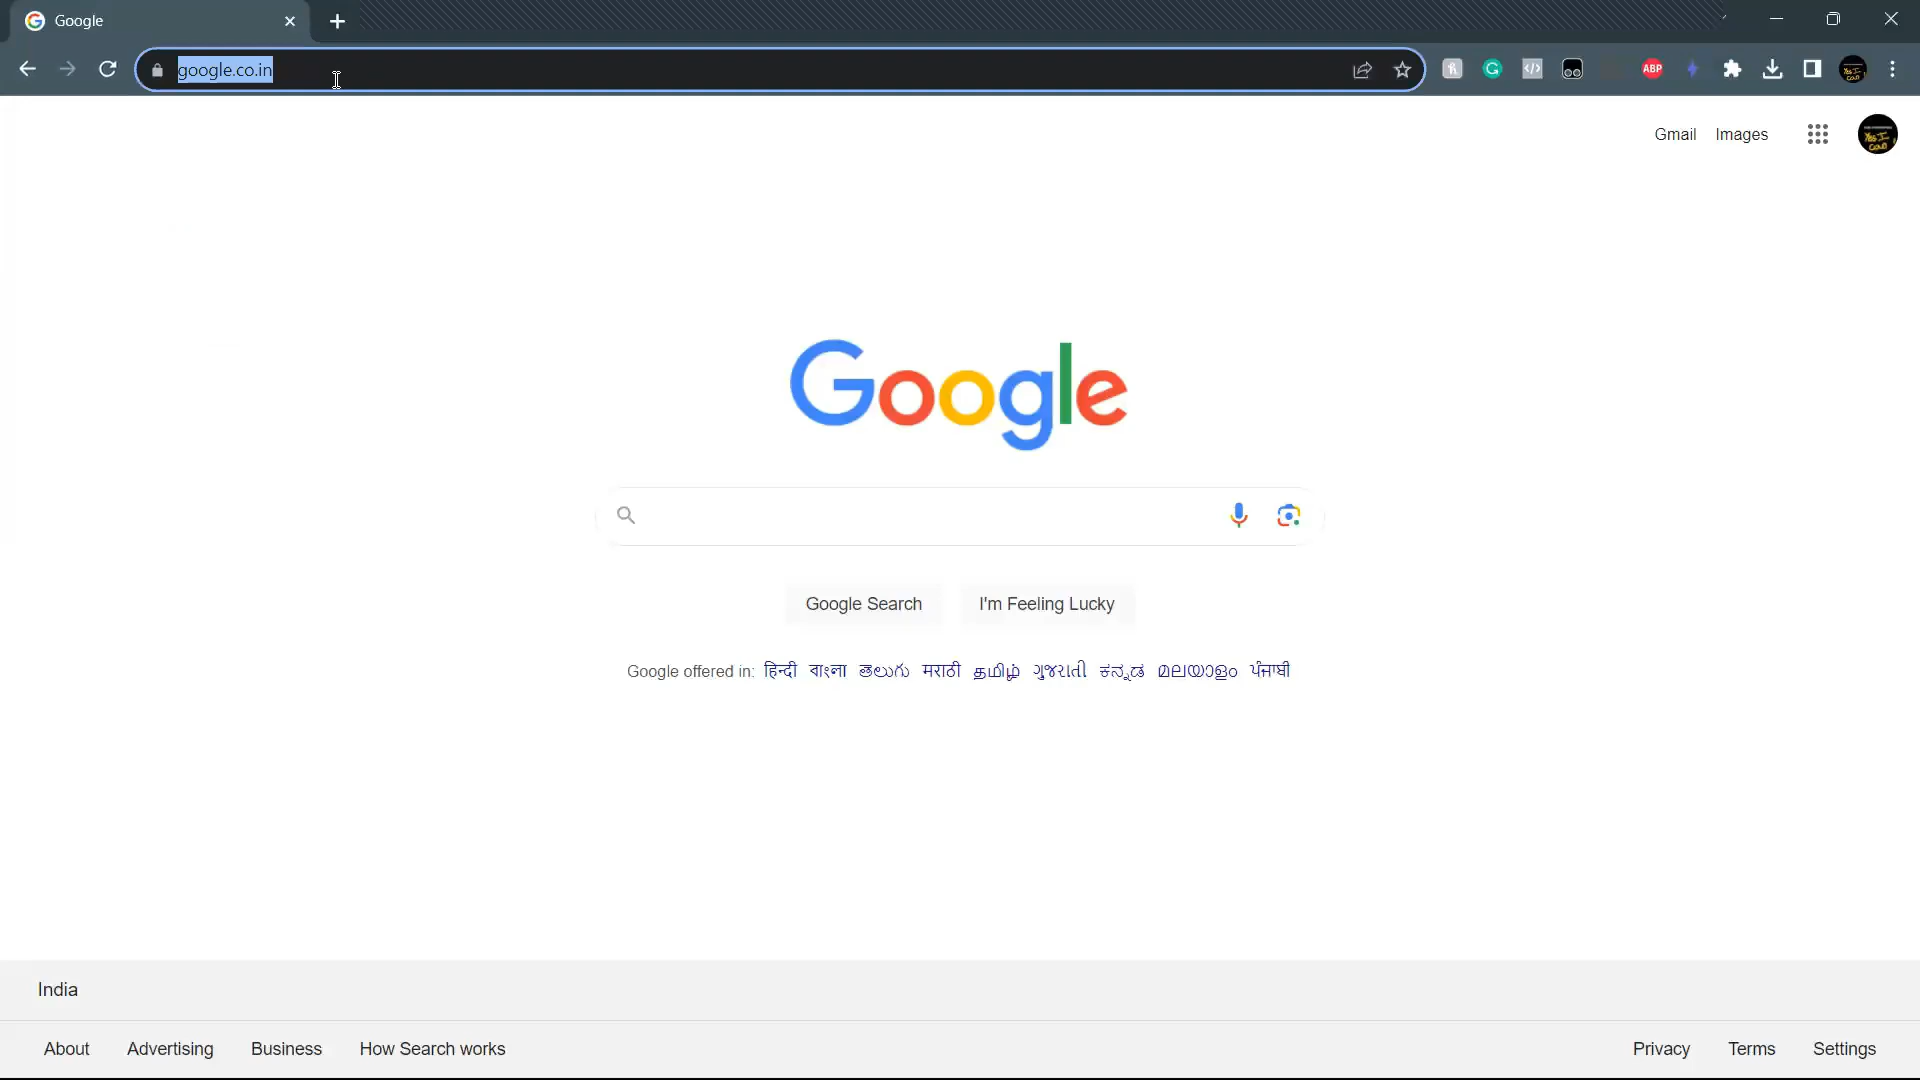 Google
google.co.in
ABP
Gmail Images
Google
Google Search I'm Feeling Lucky
Google offered in: हिन्दी বাংলা తెలుగు मराठी தமிழ் ગુજરાતી ಕನ್ನಡ മലയാളം ਪੰਜਾਬੀ
India
About Advertising Business How Search works Privacy Terms Settings